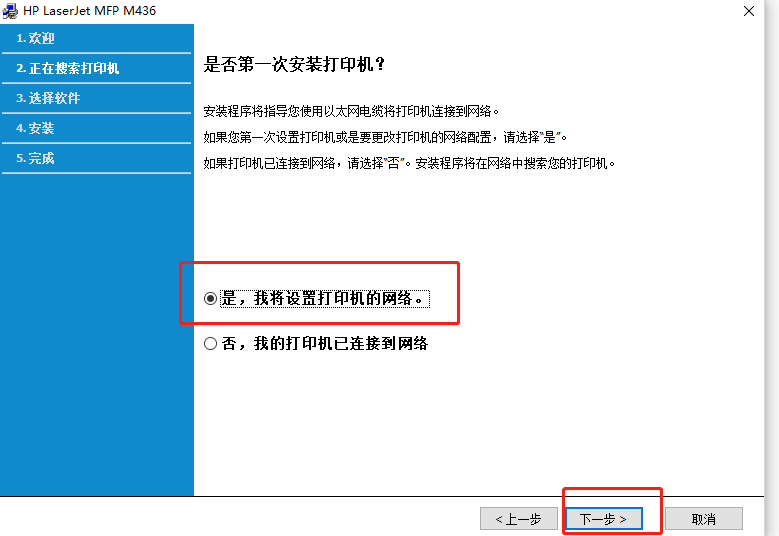 HP LaserJet MFP M436
1. 欢迎
2. 正在搜索打印机
3. 选择软件
4. 安装
5. 完成
是否第一次安装打印机？
安装程序将指导您使用以太网电缆将打印机连接到网络。
如果您第一次设置打印机或是要更改打印机的网络配置，请选择“是”。
如果打印机已连接到网络，请选择“否”。安装程序将在网络中搜索您的打印机。
是，我将设置打印机的网络。
否，我的打印机已连接到网络
< 上一步
下一步 >
取消